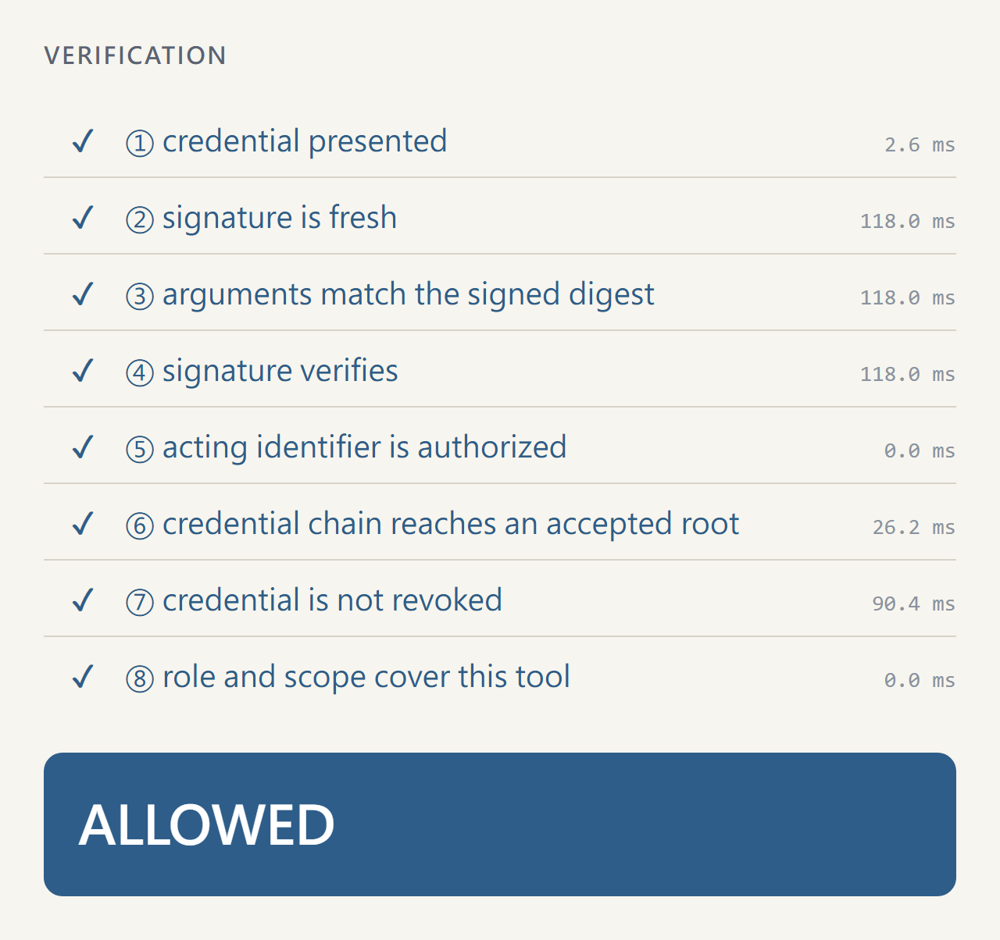 VERIFICATION
✓ ① credential presented 2.6 ms
✓ ② signature is fresh 118.0 ms
✓ ③ arguments match the signed digest 118.0 ms
✓ ④ signature verifies 118.0 ms
✓ ⑤ acting identifier is authorized 0.0 ms
✓ ⑥ credential chain reaches an accepted root 26.2 ms
✓ ⑦ credential is not revoked 90.4 ms
✓ ⑧ role and scope cover this tool 0.0 ms
ALLOWED